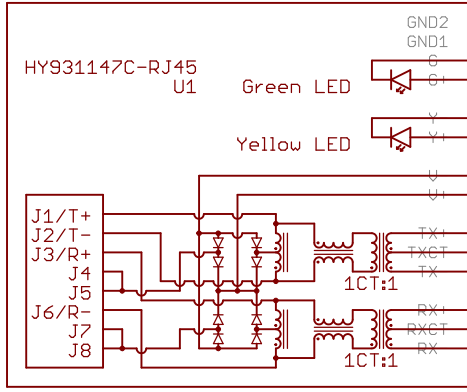 GND2
GND1
HY931147C-RJ45
G
U1
Green LED
G+
Y
Yellow LED
Y+
V-
V+
J1/T+
J2/T-
TX+
J3/R+
TXCT
J4
TX-
J5
1CT:1
J6/R-
RX+
J7
RXCT
J8
RX-
1CT:1